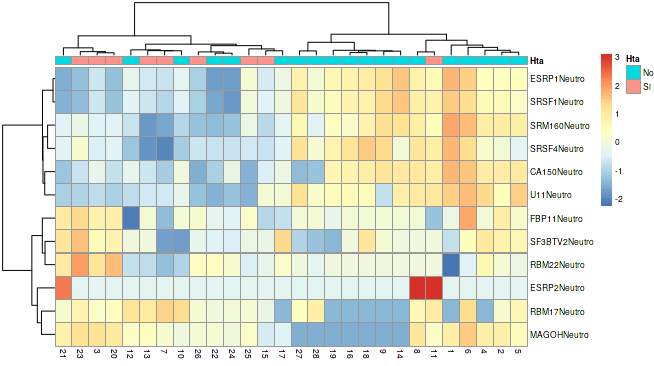 Hta
3
2
1
0
-1
-2
Hta
No
Si
ESRP1Neutro
SRSF1Neutro
SRM160Neutro
SRSF4Neutro
CA150Neutro
U11Neutro
FBP11Neutro
SF3BTV2Neutro
RBM22Neutro
ESRP2Neutro
RBM17Neutro
MAGOHNeutro
21 23 3 20 12 13 7 10 26 22 24 25 15 17 27 28 16 18 9 14 8 11 1 6 4 2 5